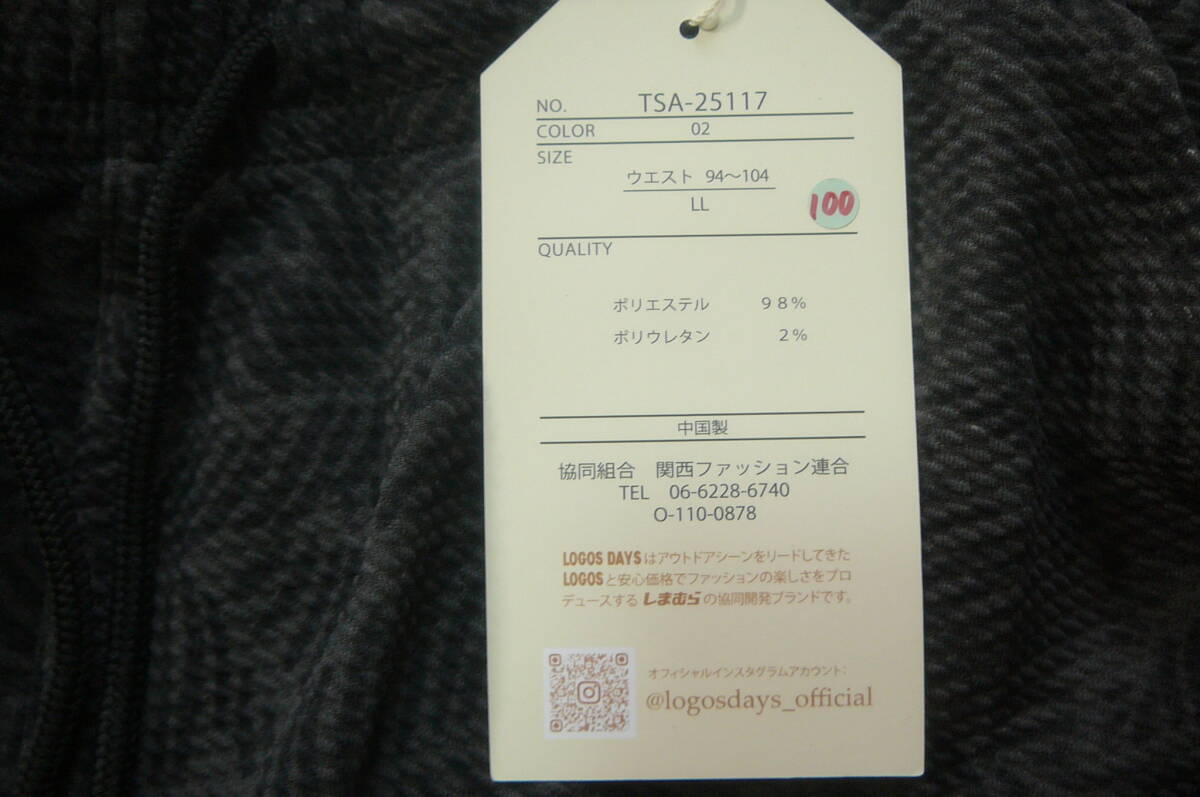 NO. TSA-25117
COLOR 02
SIZE
ウエスト 94〜104
LL
100
QUALITY
ポリエステル 98%
ポリウレタン 2%
中国製
協同組合 関西ファッション連合
TEL 06-6228-6740
O-110-0878
LOGOS DAYSはアウトドアシーンをリードしてきた
LOGOSと安心価格でファッションの楽しさをプロ
デュースするしまむらの協同開発ブランドです。
オフィシャルインスタグラムアカウント:
@logosdays_official